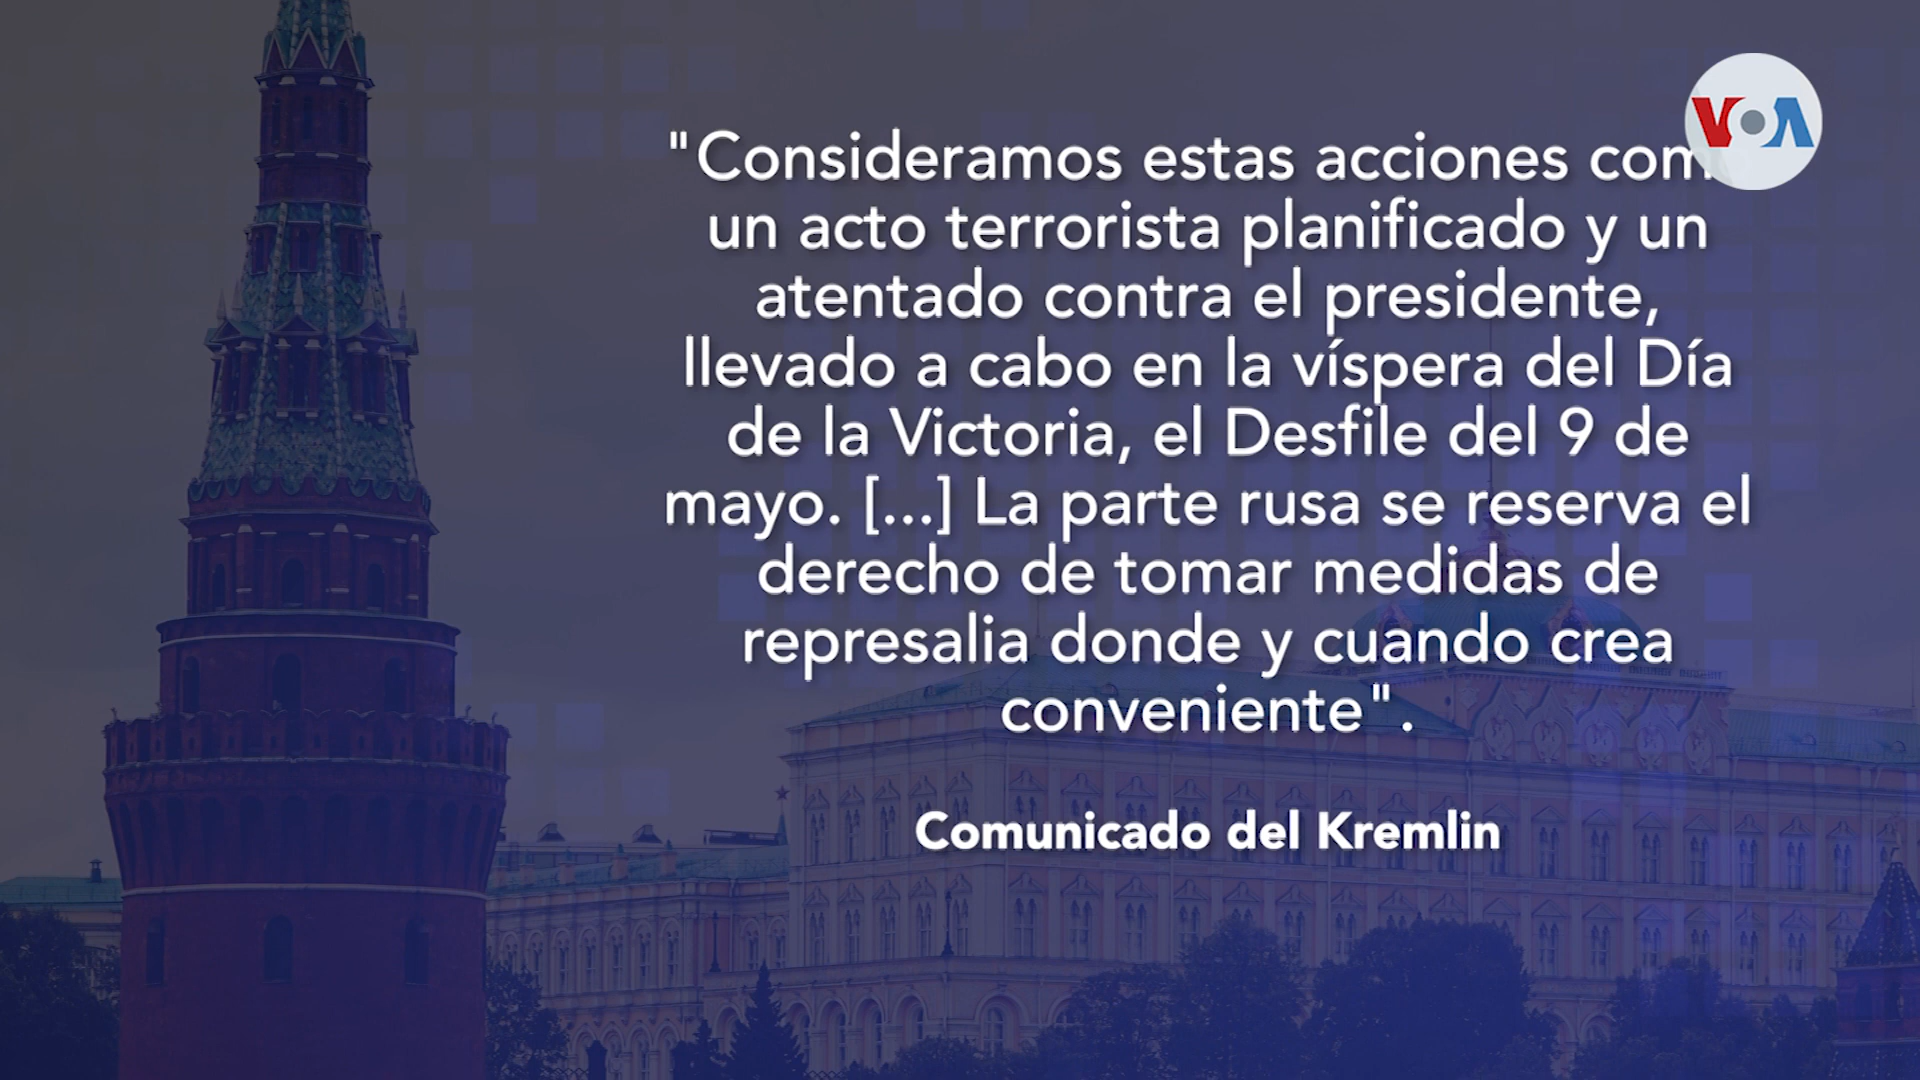 VOA
"Consideramos estas acciones como
un acto terrorista planificado y un
atentado contra el presidente,
llevado a cabo en la víspera del Día
de la Victoria, el Desfile del 9 de
mayo. [...] La parte rusa se reserva el
derecho de tomar medidas de
represalia donde y cuando crea
conveniente".
Comunicado del Kremlin